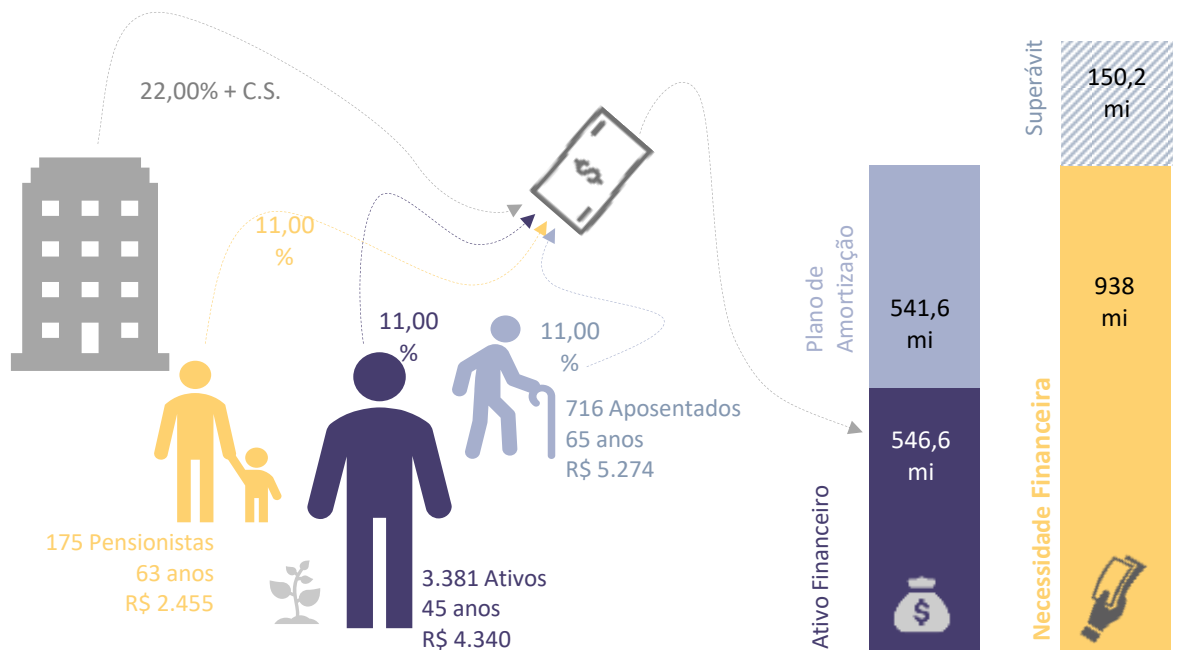 22,00% + C.S.
11,00
%
11,00
%
11,00
%
175 Pensionistas
63 anos
R$ 2.455
3.381 Ativos
45 anos
R$ 4.340
716 Aposentados
65 anos
R$ 5.274
$
Plano de
Amortização
541,6
mi
Ativo Financeiro
546,6
mi
$
Superávit
150,2
mi
Necessidade Financeira
938
mi